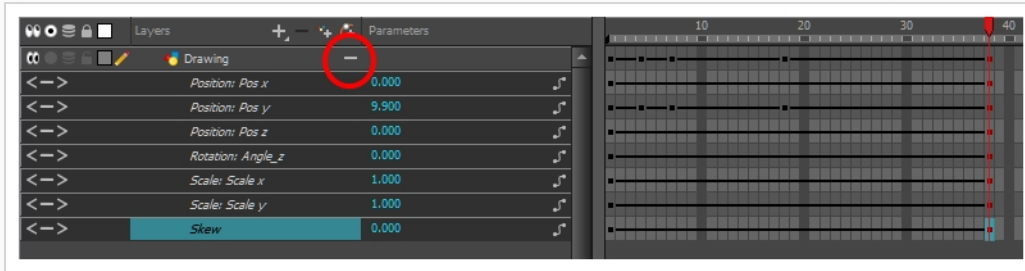 Layers Parameters 10 20 30 40
Drawing
Position: Pos x 0.000
Position: Pos y 9.900
Position: Pos z 0.000
Rotation: Angle_z 0.000
Scale: Scale x 1.000
Scale: Scale y 1.000
Skew 0.000